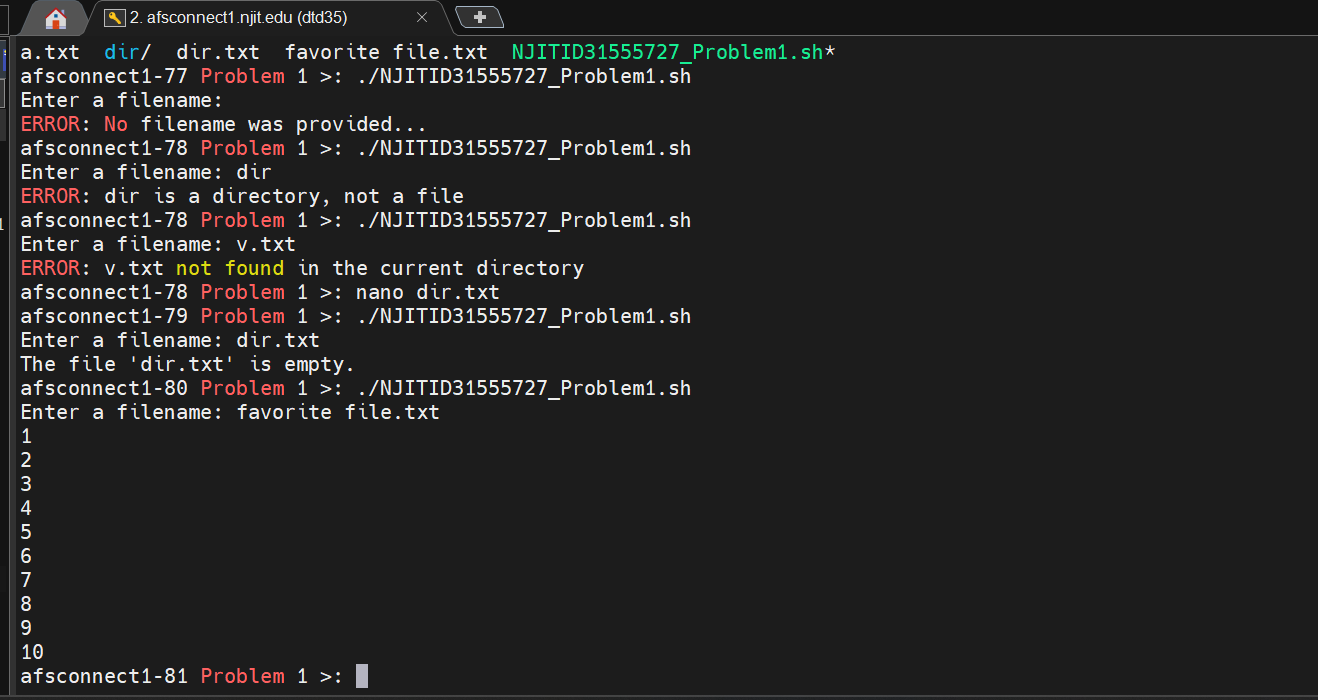 2. afsconnect1.njit.edu (dtd35)
a.txt  dir/  dir.txt  favorite file.txt  NJITID31555727_Problem1.sh*
afsconnect1-77 Problem 1 >: ./NJITID31555727_Problem1.sh
Enter a filename:
ERROR: No filename was provided...
afsconnect1-78 Problem 1 >: ./NJITID31555727_Problem1.sh
Enter a filename: dir
ERROR: dir is a directory, not a file
afsconnect1-78 Problem 1 >: ./NJITID31555727_Problem1.sh
Enter a filename: v.txt
ERROR: v.txt not found in the current directory
afsconnect1-78 Problem 1 >: nano dir.txt
afsconnect1-79 Problem 1 >: ./NJITID31555727_Problem1.sh
Enter a filename: dir.txt
The file 'dir.txt' is empty.
afsconnect1-80 Problem 1 >: ./NJITID31555727_Problem1.sh
Enter a filename: favorite file.txt
1
2
3
4
5
6
7
8
9
10
afsconnect1-81 Problem 1 >: